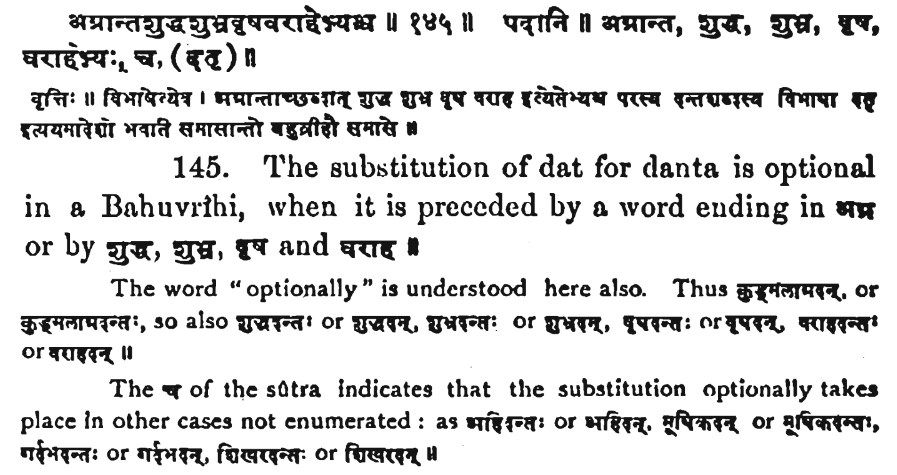 अग्रान्तशुद्धशुभ्रवृषवराहेभ्यश्च ॥ १४५ ॥ पदानि ॥ अग्रान्त, शुद्ध, शुभ्र, वृष,
वराहेभ्यः, च, (दतृ) ॥
वृत्तिः ॥ विभाषेत्येव । अग्रान्ताच्छब्दात् शुद्ध शुभ्र वृष वराह इत्येतेभ्यश्च परस्य दन्तशब्दस्य विभाषा दतृ
इत्ययमादेशो भवति समासान्तो बहुव्रीहौ समासे ॥
145. The substitution of dat for danta is optional
in a Bahuvrîhi, when it is preceded by a word ending in अग्र
or by शुद्ध, शुभ्र, वृष and वराह ॥
The word "optionally" is understood here also. Thus कुड्मलाग्रदन्, or
कुड्मलाग्रदन्तः, so also शुद्धदन्तः or शुद्धदन्, शुभ्रदन्तः or शुभ्रदन्, वृषदन्तः or वृषदन्, वराहदन्तः
or वराहदन् ॥
The च of the sûtra indicates that the substitution optionally takes
place in other cases not enumerated : as अहिदन्तः or अहिदन्, मूषिकदन् or मूषिकदन्तः,
गर्दभदन्तः or गर्दभदन्, शिखरदन्तः or शिखरदन् ॥